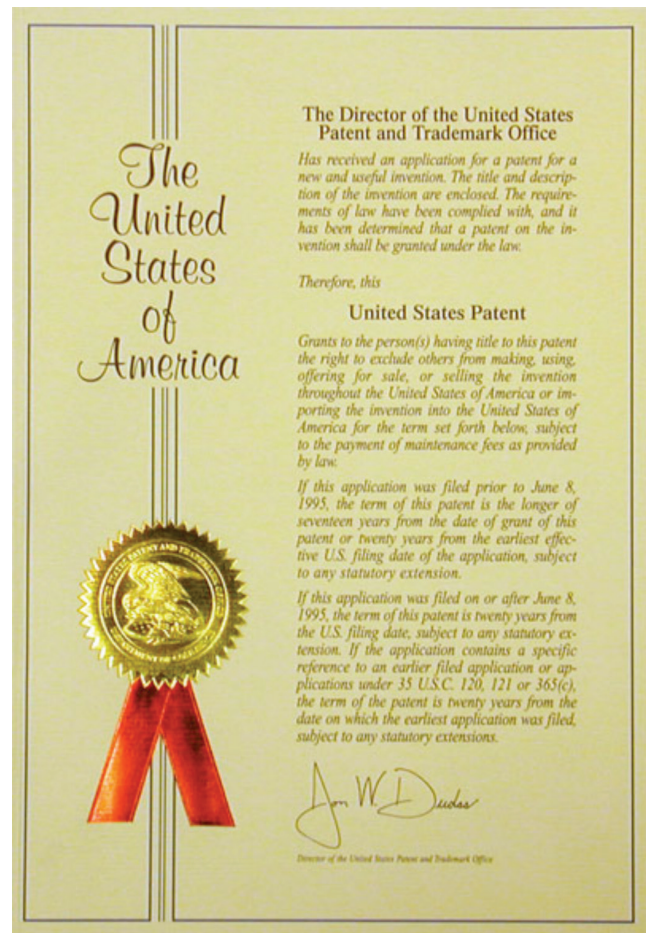 The
United
States
of
America
The Director of the United States
Patent and Trademark Office
Has received an application for a patent for a
new and useful invention. The title and descrip-
tion of the invention are enclosed. The require-
ments of law have been complied with, and it
has been determined that a patent on the in-
vention shall be granted under the law.
Therefore, this
United States Patent
Grants to the person(s) having title to this patent
the right to exclude others from making, using,
offering for sale, or selling the invention
throughout the United States of America or im-
porting the invention into the United States of
America for the term set forth below, subject
to the payment of maintenance fees as provided
by law.
If this application was filed prior to June 8,
1995, the term of this patent is the longer of
seventeen years from the date of grant of this
patent or twenty years from the earliest effec-
tive U.S. filing date of the application, subject
to any statutory extension.
If this application was filed on or after June 8,
1995, the term of this patent is twenty years from
the U.S. filing date, subject to any statutory ex-
tension. If the application contains a specific
reference to an earlier filed application or ap-
plications under 35 U.S.C. 120, 121 or 365(c),
the term of the patent is twenty years from the
date on which the earliest application was filed,
subject to any statutory extensions.
Jon W. Dudas
Director of the United States Patent and Trademark Office